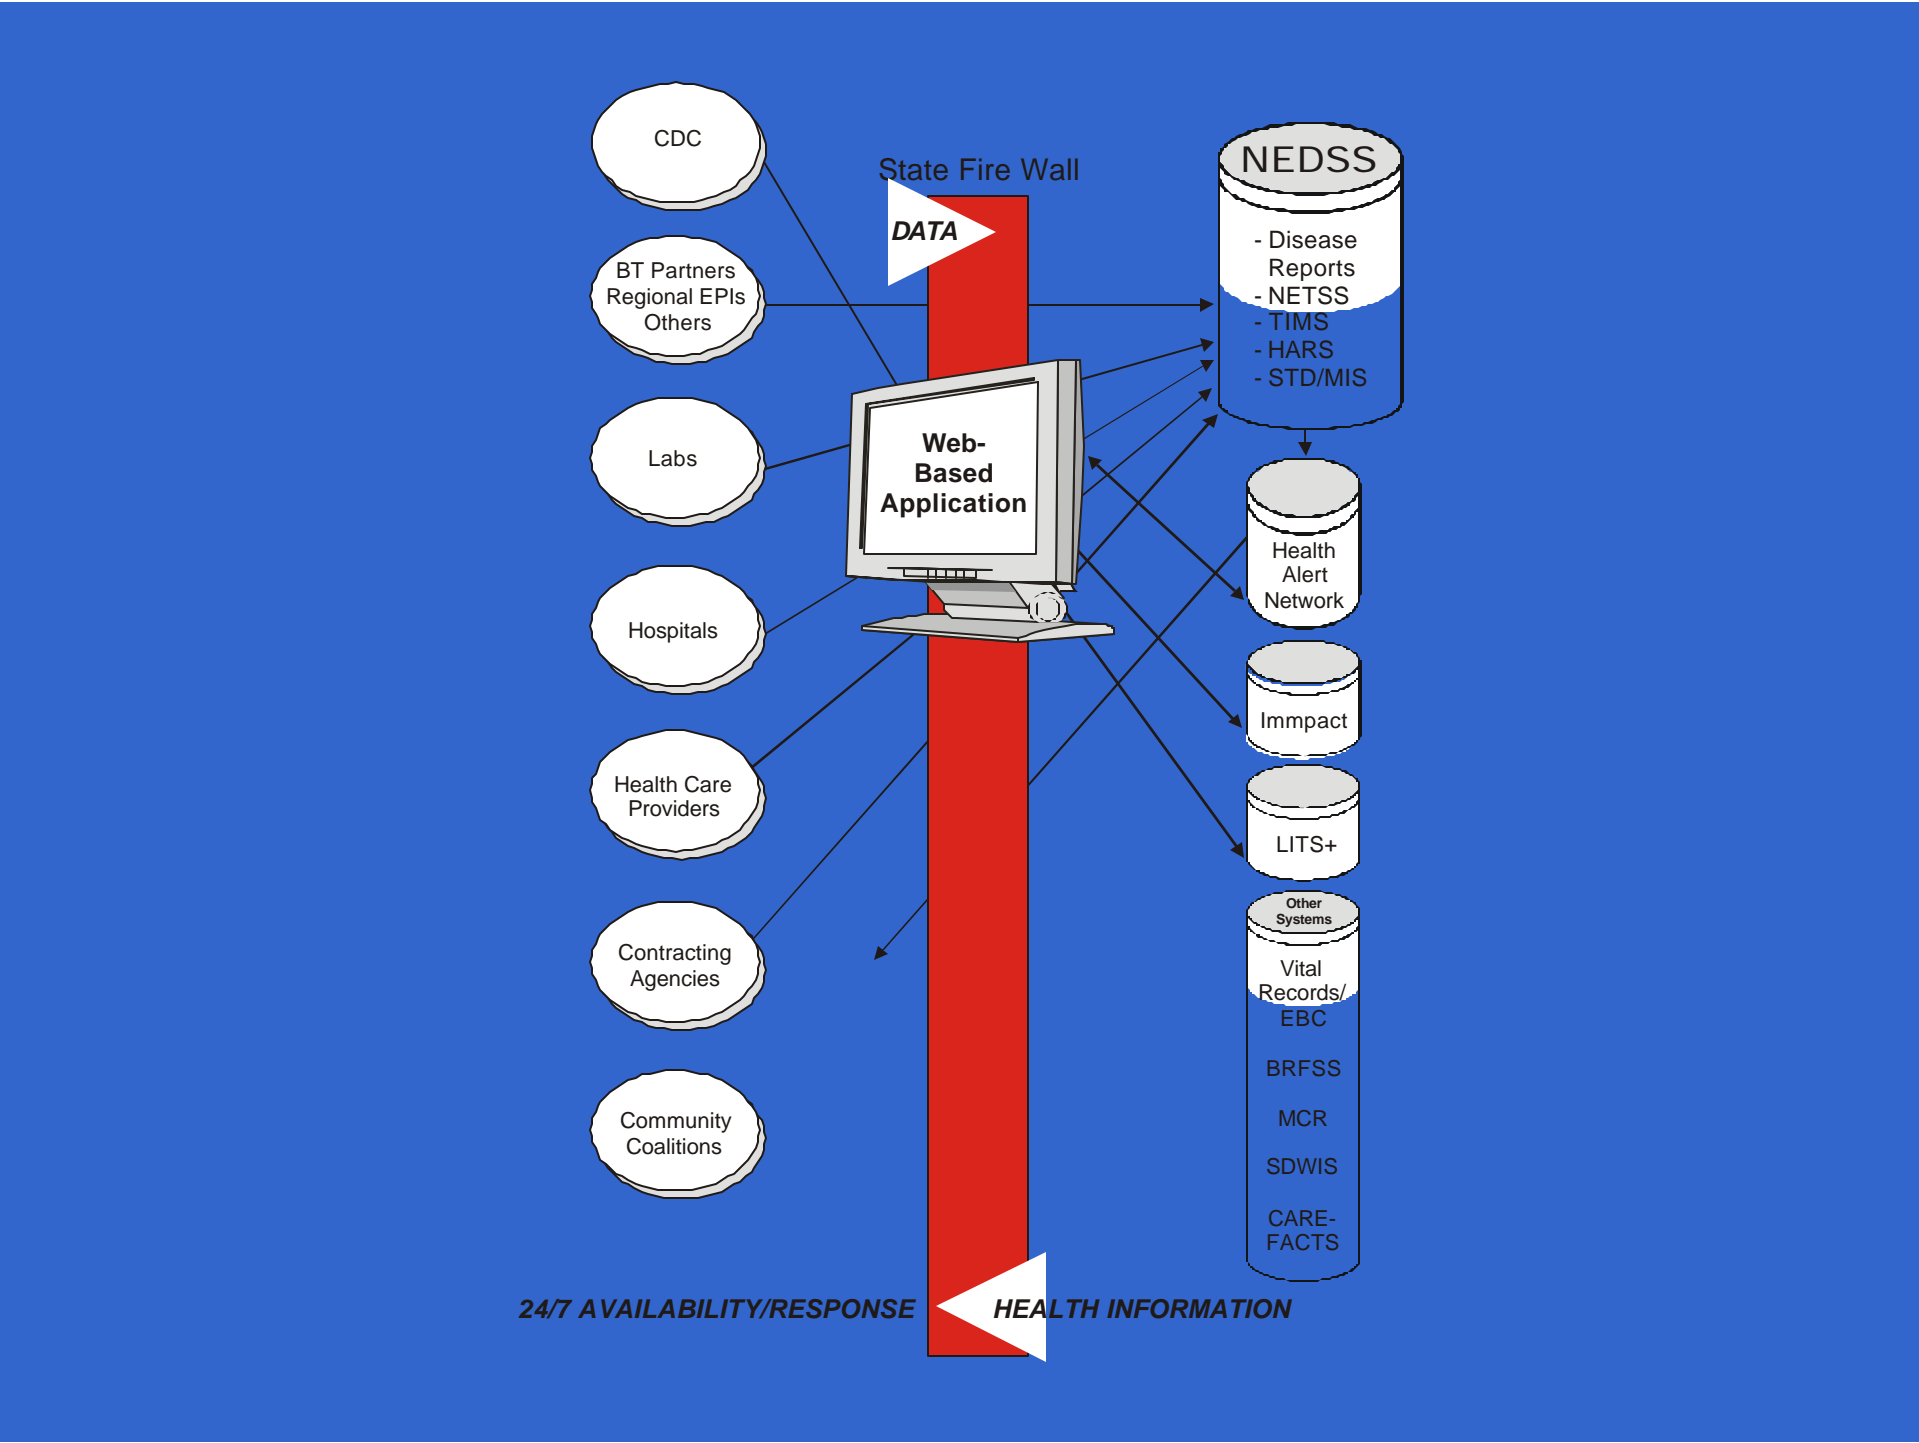 CDC
BT Partners
Regional EPIs
Others
Labs
Hospitals
Health Care
Providers
Contracting
Agencies
Community
Coalitions
State Fire Wall
DATA
Web-
Based
Application
NEDSS
- Disease
Reports
- NETSS
- TIMS
- HARS
- STD/MIS
Health
Alert
Network
Immpact
LITS+
Other
Systems
Vital
Records/
EBC
BRFSS
MCR
SDWIS
CARE-
FACTS
24/7 AVAILABILITY/RESPONSE
HEALTH INFORMATION